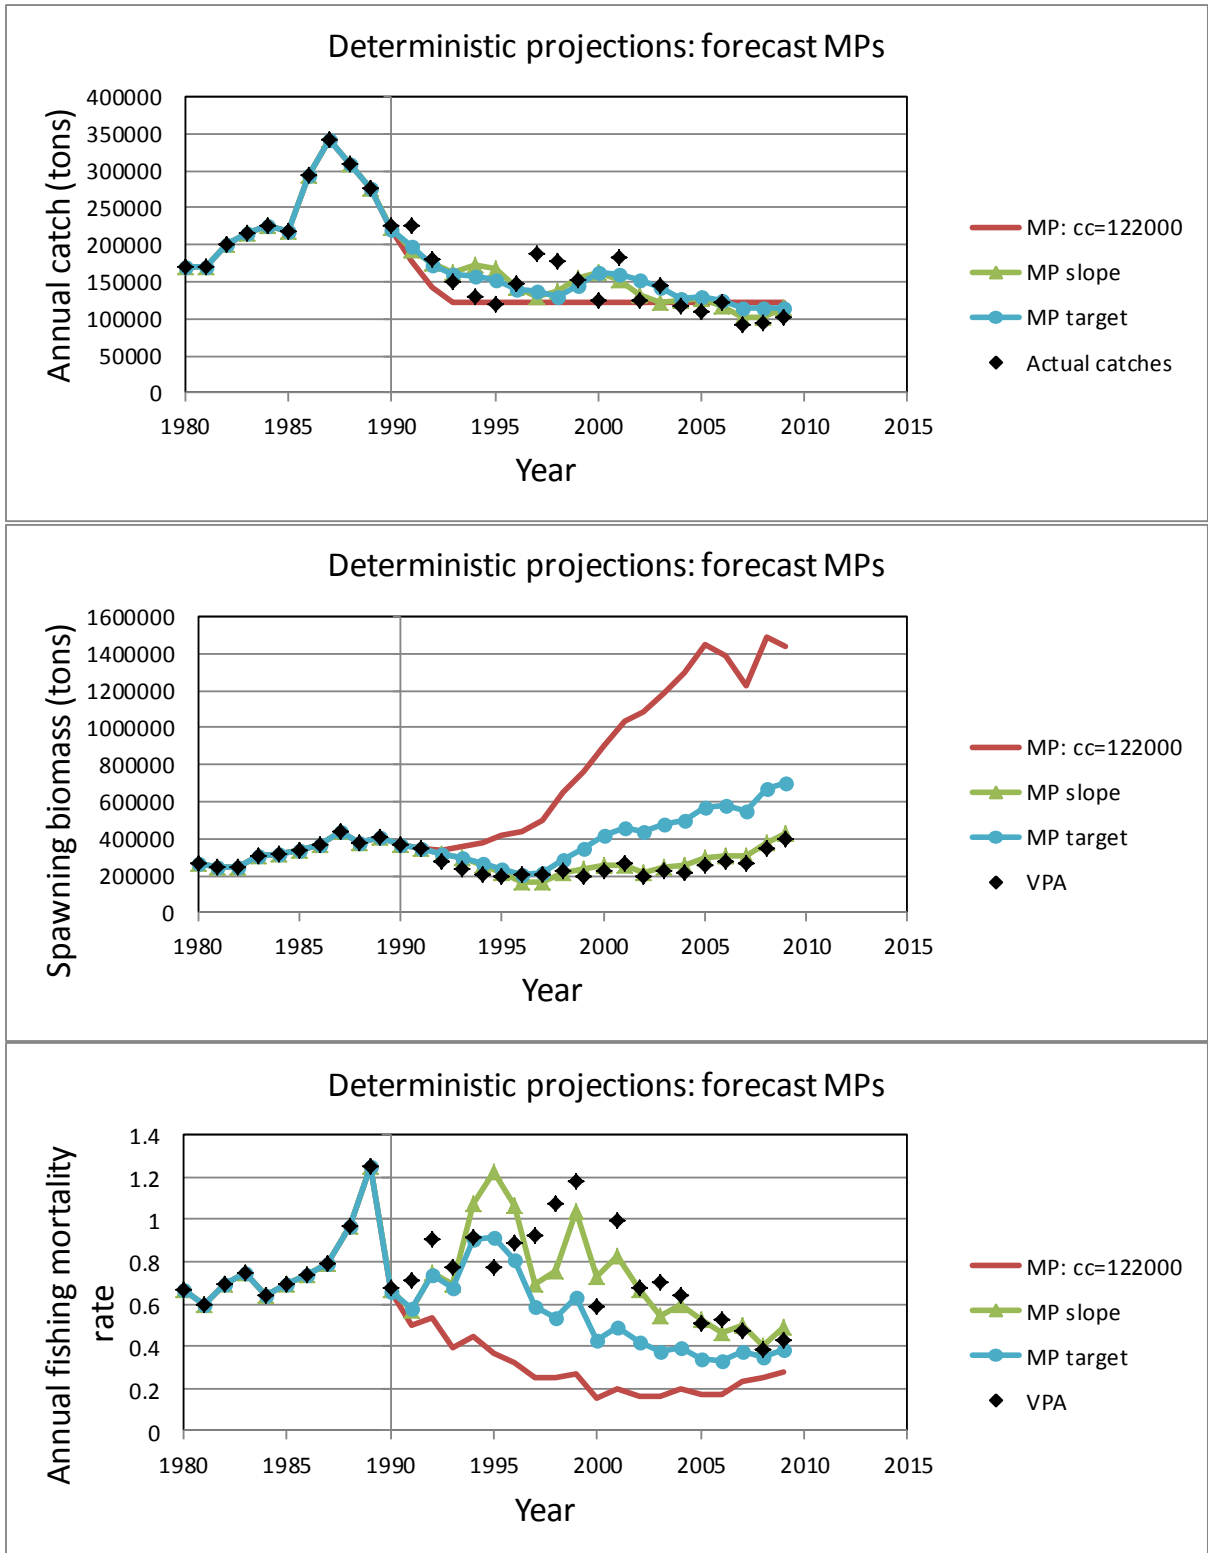 Deterministic projections: forecast MPs
Annual catch (tons)
400000
350000
300000
250000
200000
150000
100000
50000
0
1980 1985 1990 1995 2000 2005 2010 2015
Year
MP: cc=122000
MP slope
MP target
Actual catches
Deterministic projections: forecast MPs
Spawning biomass (tons)
1600000
1400000
1200000
1000000
800000
600000
400000
200000
0
1980 1985 1990 1995 2000 2005 2010 2015
Year
MP: cc=122000
MP slope
MP target
VPA
Deterministic projections: forecast MPs
Annual fishing mortality
rate
1.4
1.2
1
0.8
0.6
0.4
0.2
0
1980 1985 1990 1995 2000 2005 2010 2015
Year
MP: cc=122000
MP slope
MP target
VPA